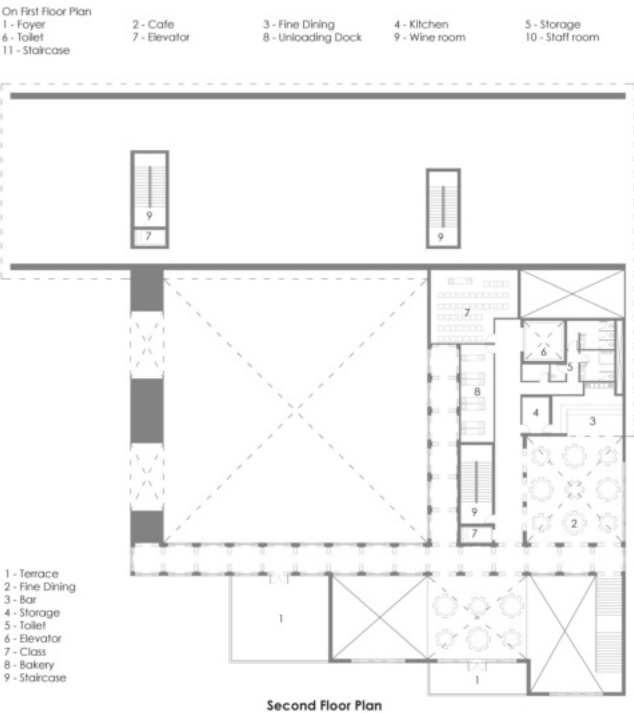 On First Floor Plan
1 - Foyer 2 - Cafe 3 - Fine Dining 4 - Kitchen 5 - Storage
6 - Toilet 7 - Elevator 8 - Unloading Dock 9 - Wine room 10 - Staff room
11 - Staircase
9
7
9
7
6
5
8
4
3
9
2
7
1 - Terrace
2 - Fine Dining
3 - Bar
4 - Storage
5 - Toilet
6 - Elevator
7 - Class
8 - Bakery
9 - Staircase
1
1
Second Floor Plan